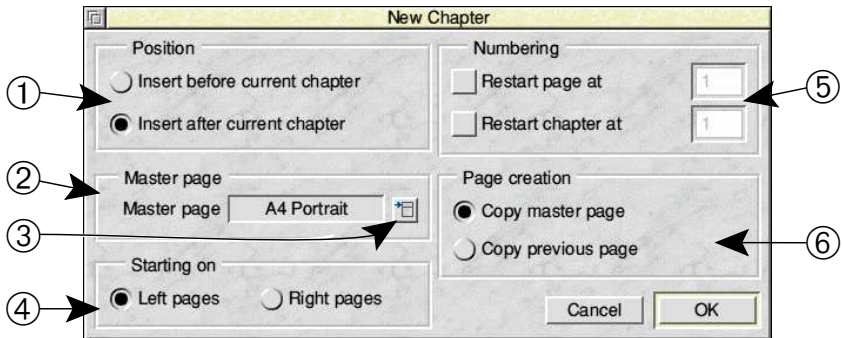 New Chapter
Position
① Insert before current chapter
Insert after current chapter
② Master page
Master page A4 Portrait
③
Starting on
④ Left pages Right pages
Numbering
Restart page at 1
⑤
Restart chapter at 1
Page creation
Copy master page
Copy previous page
⑥
Cancel OK